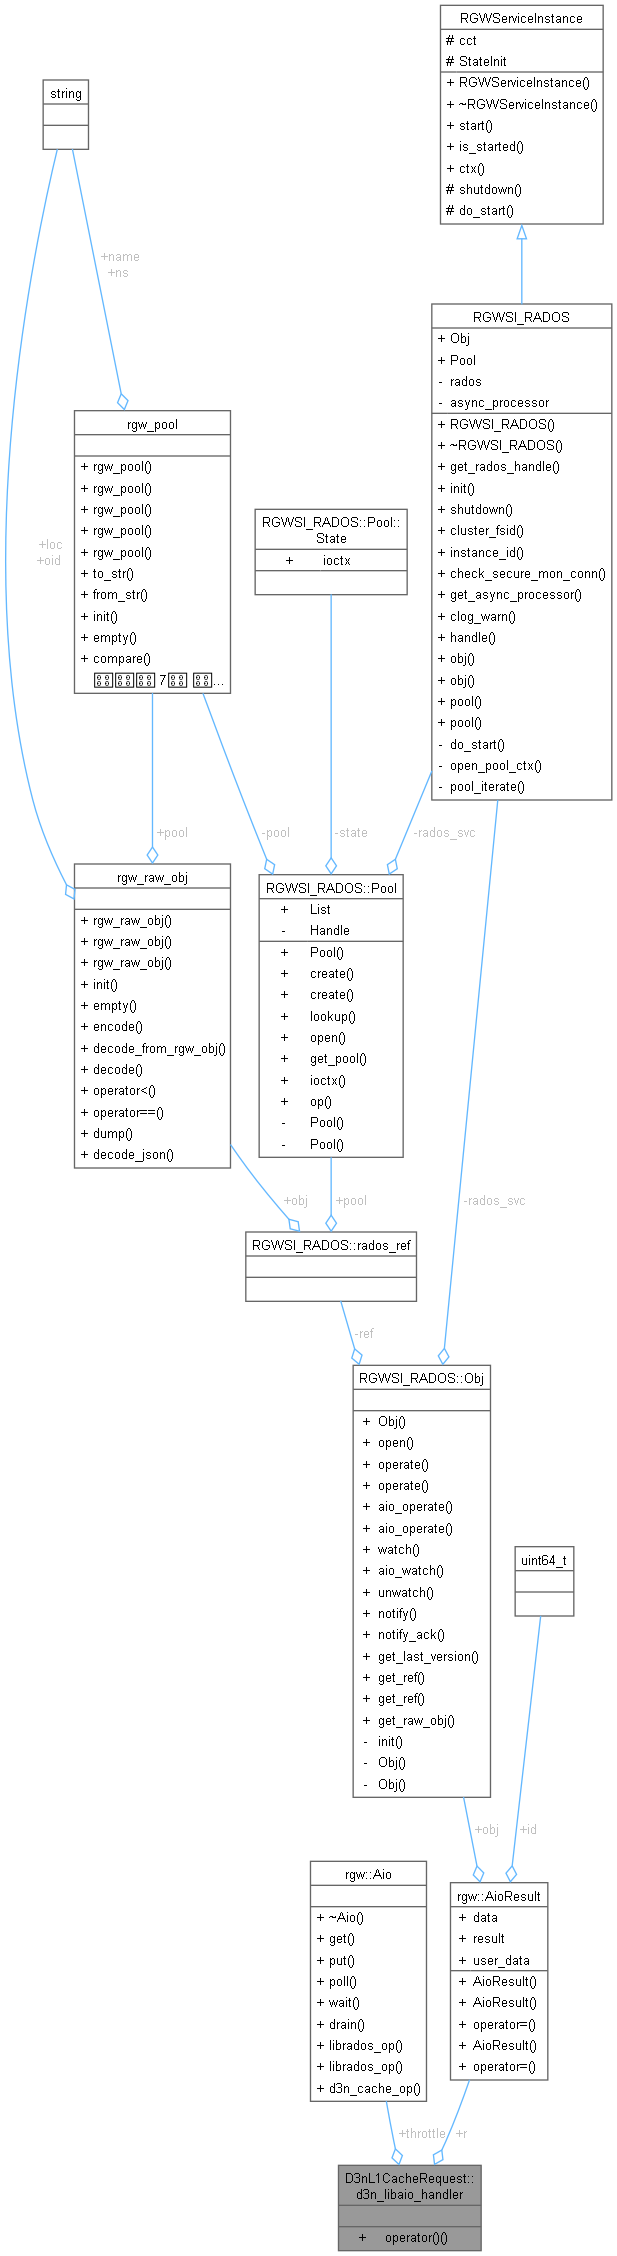 RGWServiceInstance
# cct
# StateInit
+ RGWServiceInstance()
+ ~RGWServiceInstance()
+ start()
+ is_started()
+ ctx()
# shutdown()
# do_start()
string
+name
+ns
RGWSI_RADOS
+ Obj
+ Pool
- rados
- async_processor
+ RGWSI_RADOS()
+ ~RGWSI_RADOS()
+ get_rados_handle()
+ init()
+ shutdown()
+ cluster_fsid()
+ instance_id()
+ check_secure_mon_conn()
+ get_async_processor()
+ clog_warn()
+ handle()
+ obj()
+ obj()
+ pool()
+ pool()
- do_start()
- open_pool_ctx()
- pool_iterate()
rgw_pool
+ rgw_pool()
+ rgw_pool()
+ rgw_pool()
+ rgw_pool()
+ rgw_pool()
+ to_str()
+ from_str()
+ init()
+ empty()
+ compare()
7 ...
RGWSI_RADOS::Pool::
State
+ ioctx
+loc
+oid
+pool
-pool
-state
-rados_svc
rgw_raw_obj
+ rgw_raw_obj()
+ rgw_raw_obj()
+ rgw_raw_obj()
+ init()
+ empty()
+ encode()
+ decode_from_rgw_obj()
+ decode()
+ operator<()
+ operator==()
+ dump()
+ decode_json()
RGWSI_RADOS::Pool
+ List
- Handle
+ Pool()
+ create()
+ create()
+ lookup()
+ open()
+ get_pool()
+ ioctx()
+ op()
- Pool()
- Pool()
+obj
+pool
-rados_svc
RGWSI_RADOS::rados_ref
-ref
RGWSI_RADOS::Obj
+ Obj()
+ open()
+ operate()
+ operate()
+ aio_operate()
+ aio_operate()
+ watch()
+ aio_watch()
+ unwatch()
+ notify()
+ notify_ack()
+ get_last_version()
+ get_ref()
+ get_ref()
+ get_raw_obj()
- init()
- Obj()
- Obj()
uint64_t
+obj
+id
rgw::Aio
+ ~Aio()
+ get()
+ put()
+ poll()
+ wait()
+ drain()
+ librados_op()
+ librados_op()
+ d3n_cache_op()
rgw::AioResult
+ data
+ result
+ user_data
+ AioResult()
+ AioResult()
+ operator=()
+ AioResult()
+ operator=()
+throttle
+r
D3nL1CacheRequest::
d3n_libaio_handler
+ operator()()